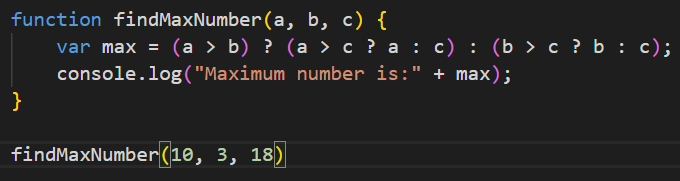 function findMaxNumber(a, b, c) {
    var max = (a > b) ? (a > c ? a : c) : (b > c ? b : c);
    console.log("Maximum number is:" + max);
}

findMaxNumber(10, 3, 18)